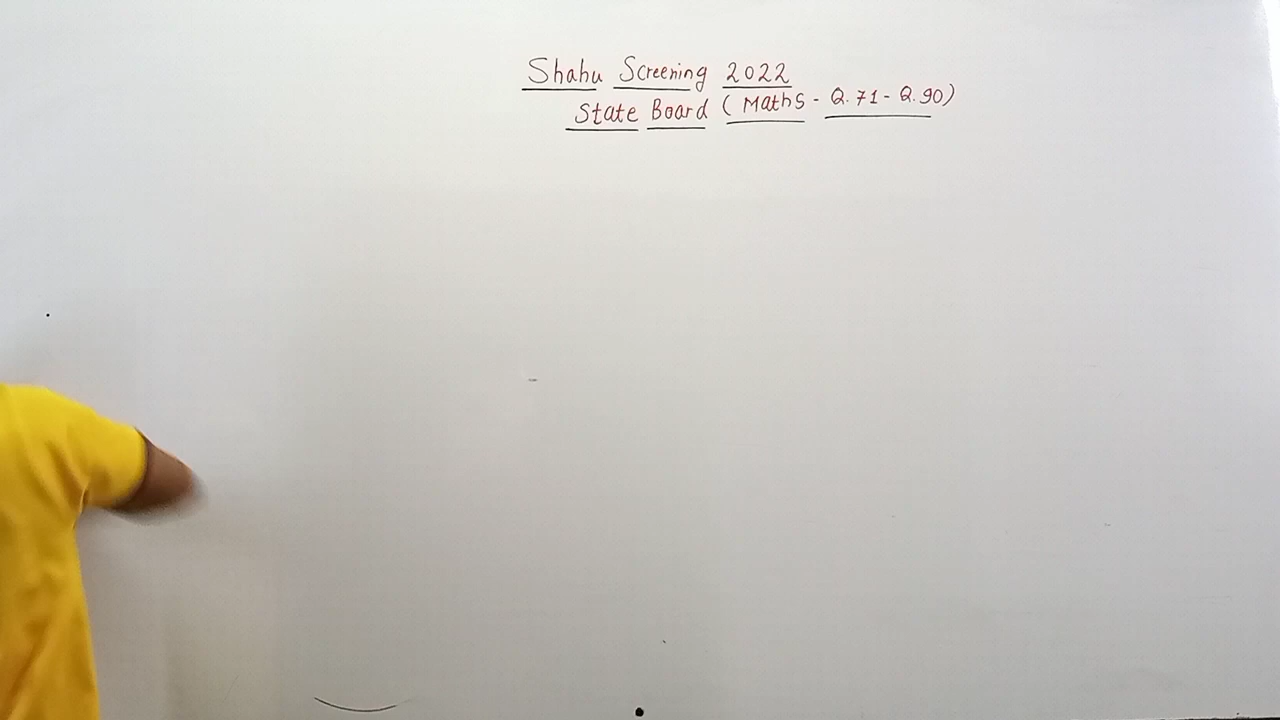 Shahu Screening 2022
State Board (Maths - Q.71 - Q.90)